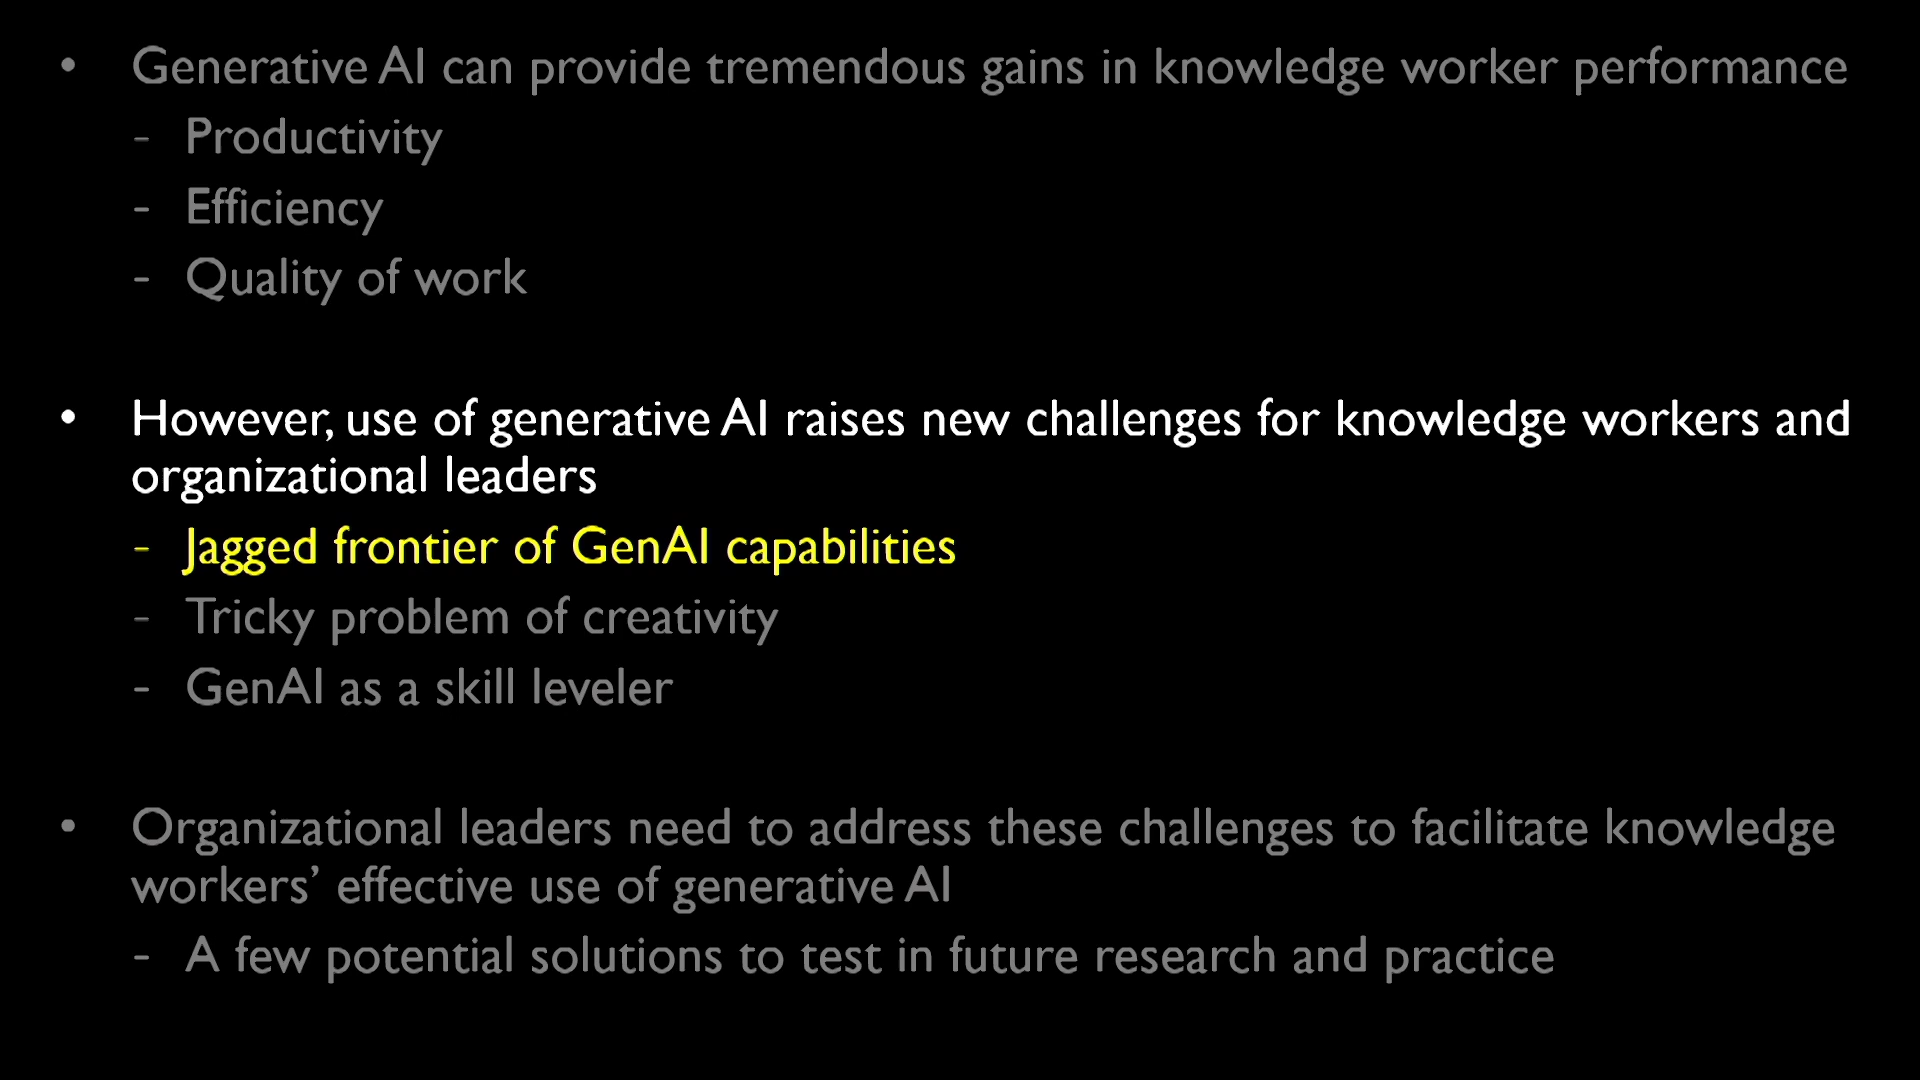 • Generative AI can provide tremendous gains in knowledge worker performance
- Productivity
- Efficiency
- Quality of work
• However, use of generative AI raises new challenges for knowledge workers and
organizational leaders
- Jagged frontier of GenAI capabilities
- Tricky problem of creativity
- GenAI as a skill leveler
• Organizational leaders need to address these challenges to facilitate knowledge
workers’ effective use of generative AI
- A few potential solutions to test in future research and practice